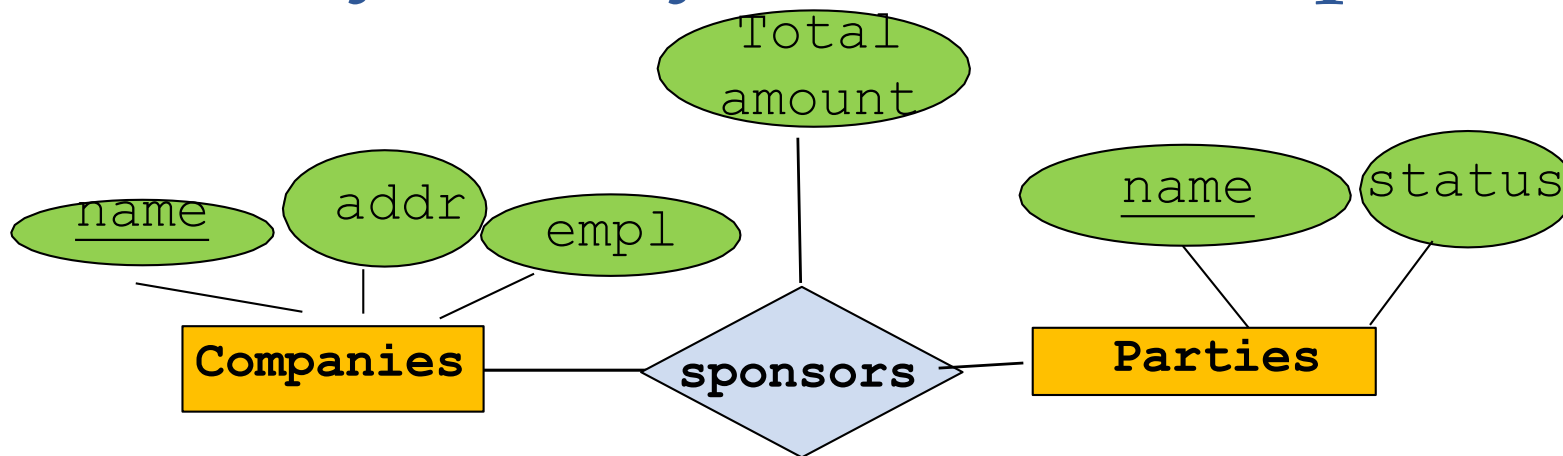 Total
amount
name
addr
empl
name
status
Companies
sponsors
Parties